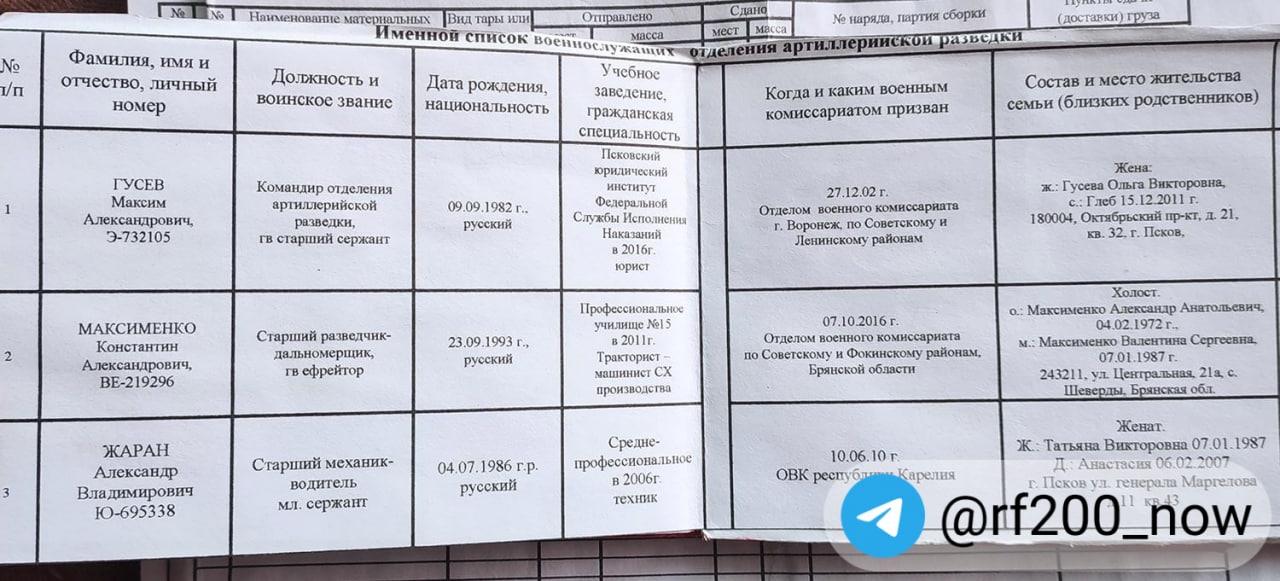 №
№
Наименование материальных
Вид тары или
Отправлено
масса
Сдано
мест
масса
№ наряда, партия сборки
(доставки) груза
Именной список военнослужащих отделения артиллерийской разведки
№
п/п
Фамилия, имя и
отчество, личный
номер
Должность и
воинское звание
Дата рождения,
национальность
Учебное
заведение,
гражданская
специальность
Когда и каким военным
комиссариатом призван
Состав и место жительства
семьи (близких родственников)
1
ГУСЕВ
Максим
Александрович,
Э-732105
Командир отделения
артиллерийской
разведки,
гв старший сержант
09.09.1982 г.,
русский
Псковский
юридический
институт
Федеральной
Службы Исполнения
Наказаний
в 2016г.
юрист
27.12.02 г.
Отделом военного комиссариата
г. Воронеж, по Советскому и
Ленинскому районам
Жена:
ж.: Гусева Ольга Викторовна,
с.: Глеб 15.12.2011 г.
180004, Октябрьский пр-кт, д. 21,
кв. 32, г. Псков,
2
МАКСИМЕНКО
Константин
Александрович,
ВЕ-219296
Старший разведчик-
дальномерщик,
гв ефрейтор
23.09.1993 г.,
русский
Профессиональное
училище №15
в 2011г.
Тракторист –
машинист СХ
производства
07.10.2016 г.
Отделом военного комиссариата
по Советскому и Фокинскому районам,
Брянской области
Холост.
о.: Максименко Александр Анатольевич,
04.02.1972 г.,
м.: Максименко Валентина Сергеевна,
07.01.1987 г.
243211, ул. Центральная, 21а, с.
Шеверды, Брянская обл.
3
ЖАРАН
Александр
Владимирович
Ю-695338
Старший механик-
водитель
мл. сержант
04.07.1986 г.р.
русский
Средне-
профессиональное
в 2006г.
техник
10.06.10 г.
ОВК республики Карелия
Женат.
Ж.: Татьяна Викторовна 07.01.1987
Д.: Анастасия 06.02.2007
г. Псков ул. генерала Маргелова
11 кв 43
@rf200_now